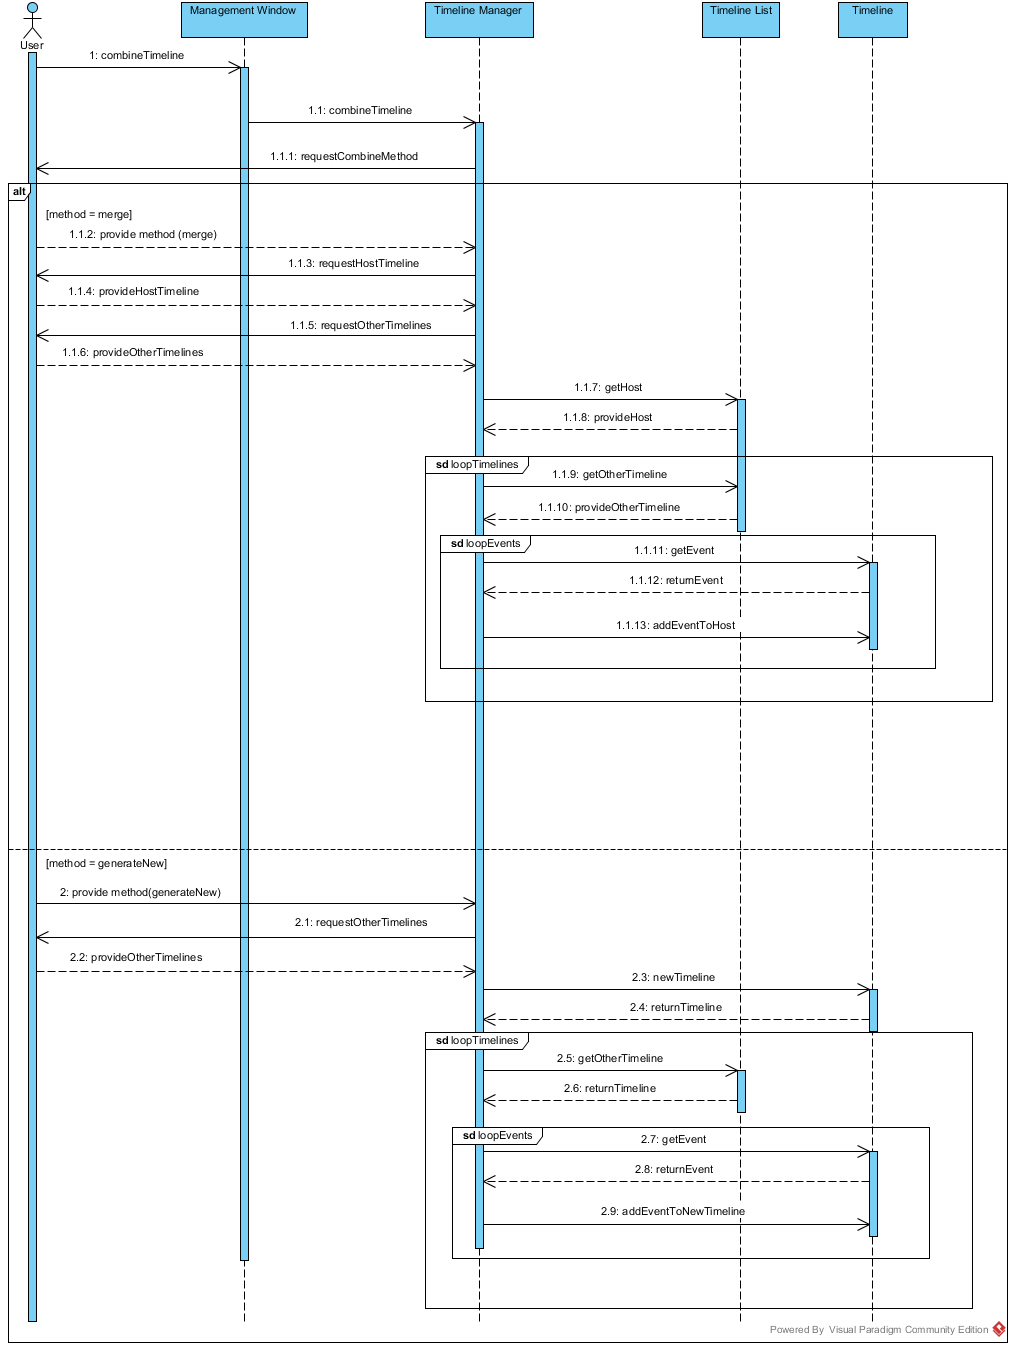 Management Window
Timeline Manager
Timeline List
Timeline
User
1: combineTimeline
1.1: combineTimeline
1.1.1: requestCombineMethod
alt
[method = merge]
1.1.2: provide method (merge)
1.1.3: requestHostTimeline
1.1.4: provideHostTimeline
1.1.5: requestOtherTimelines
1.1.6: provideOtherTimelines
1.1.7: getHost
1.1.8: provideHost
sd loopTimelines
1.1.9: getOtherTimeline
1.1.10: provideOtherTimeline
sd loopEvents
1.1.11: getEvent
1.1.12: returnEvent
1.1.13: addEventToHost
[method = generateNew]
2: provide method(generateNew)
2.1: requestOtherTimelines
2.2: provideOtherTimelines
2.3: newTimeline
2.4: returnTimeline
sd loopTimelines
2.5: getOtherTimeline
2.6: returnTimeline
sd loopEvents
2.7: getEvent
2.8: returnEvent
2.9: addEventToNewTimeline
Powered By Visual Paradigm Community Edition